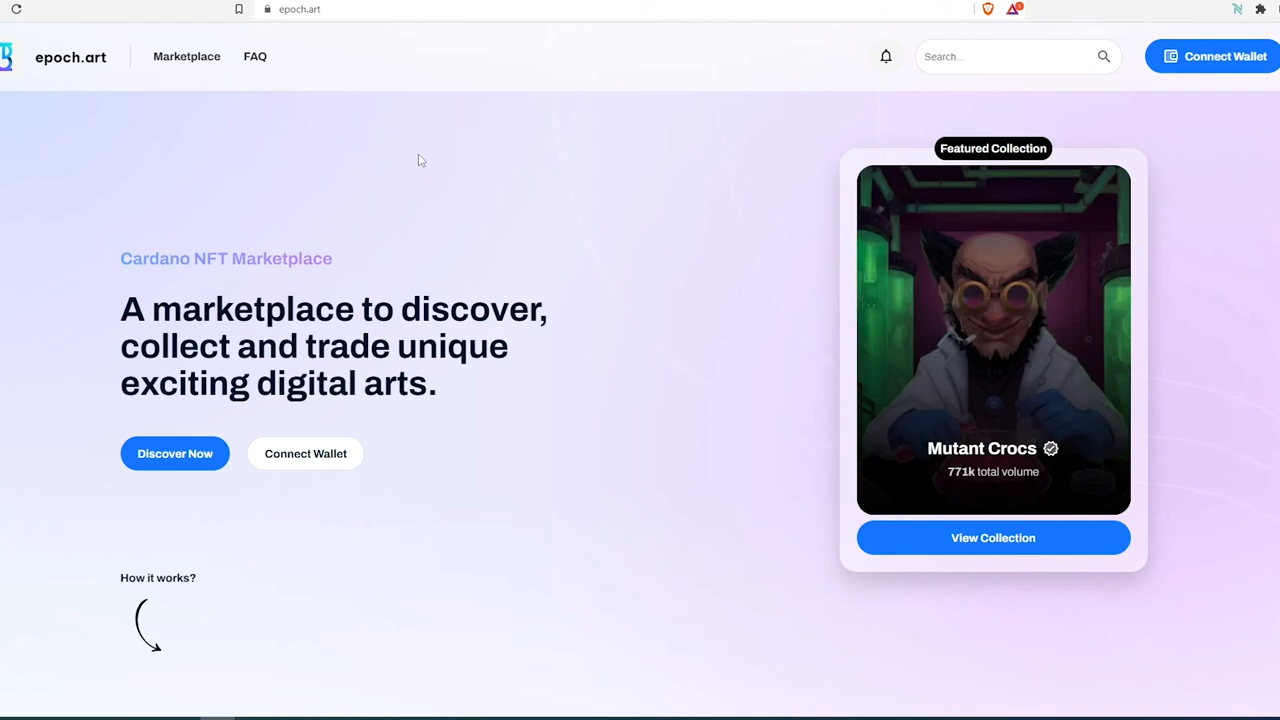 epoch.art
epoch.art
Marketplace
FAQ
Search...
Connect Wallet
Featured Collection
Cardano NFT Marketplace
A marketplace to discover,
collect and trade unique
exciting digital arts.
Discover Now
Connect Wallet
Mutant Crocs
771k total volume
View Collection
How it works?